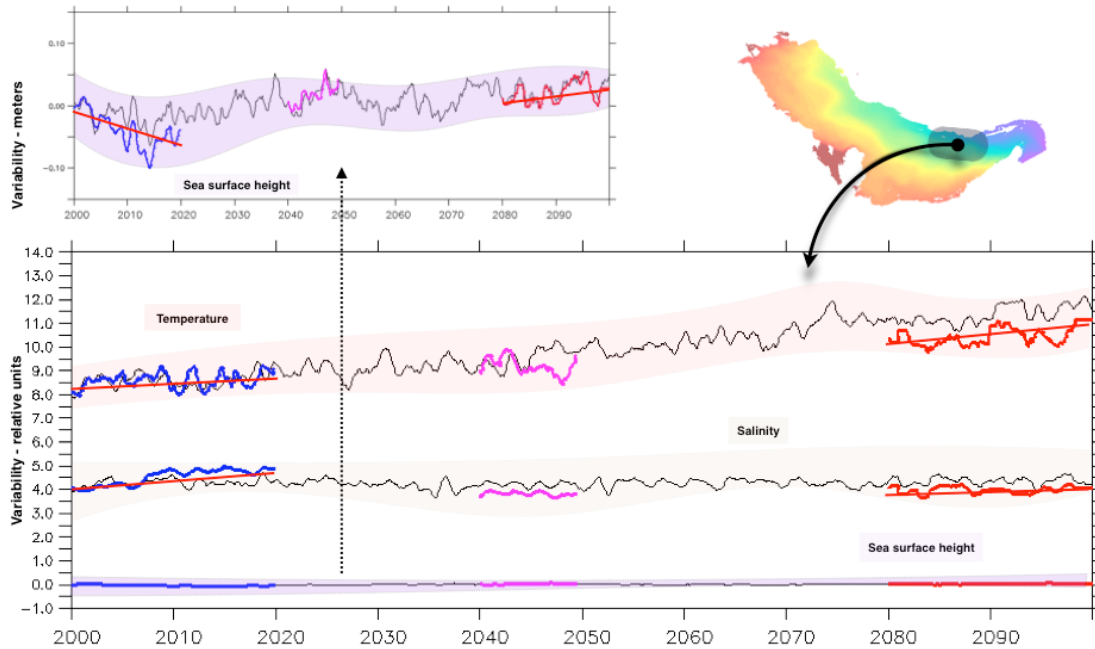 0.10
0.00
−0.10
Variability - meters
Sea surface height
2000 2010 2020 2030 2040 2050 2060 2070 2080 2090
14.0
13.0
12.0
11.0
10.0
9.0
8.0
7.0
6.0
5.0
4.0
3.0
2.0
1.0
0.0
-1.0
Variability - relative units
Temperature
Salinity
Sea surface height
2000 2010 2020 2030 2040 2050 2060 2070 2080 2090